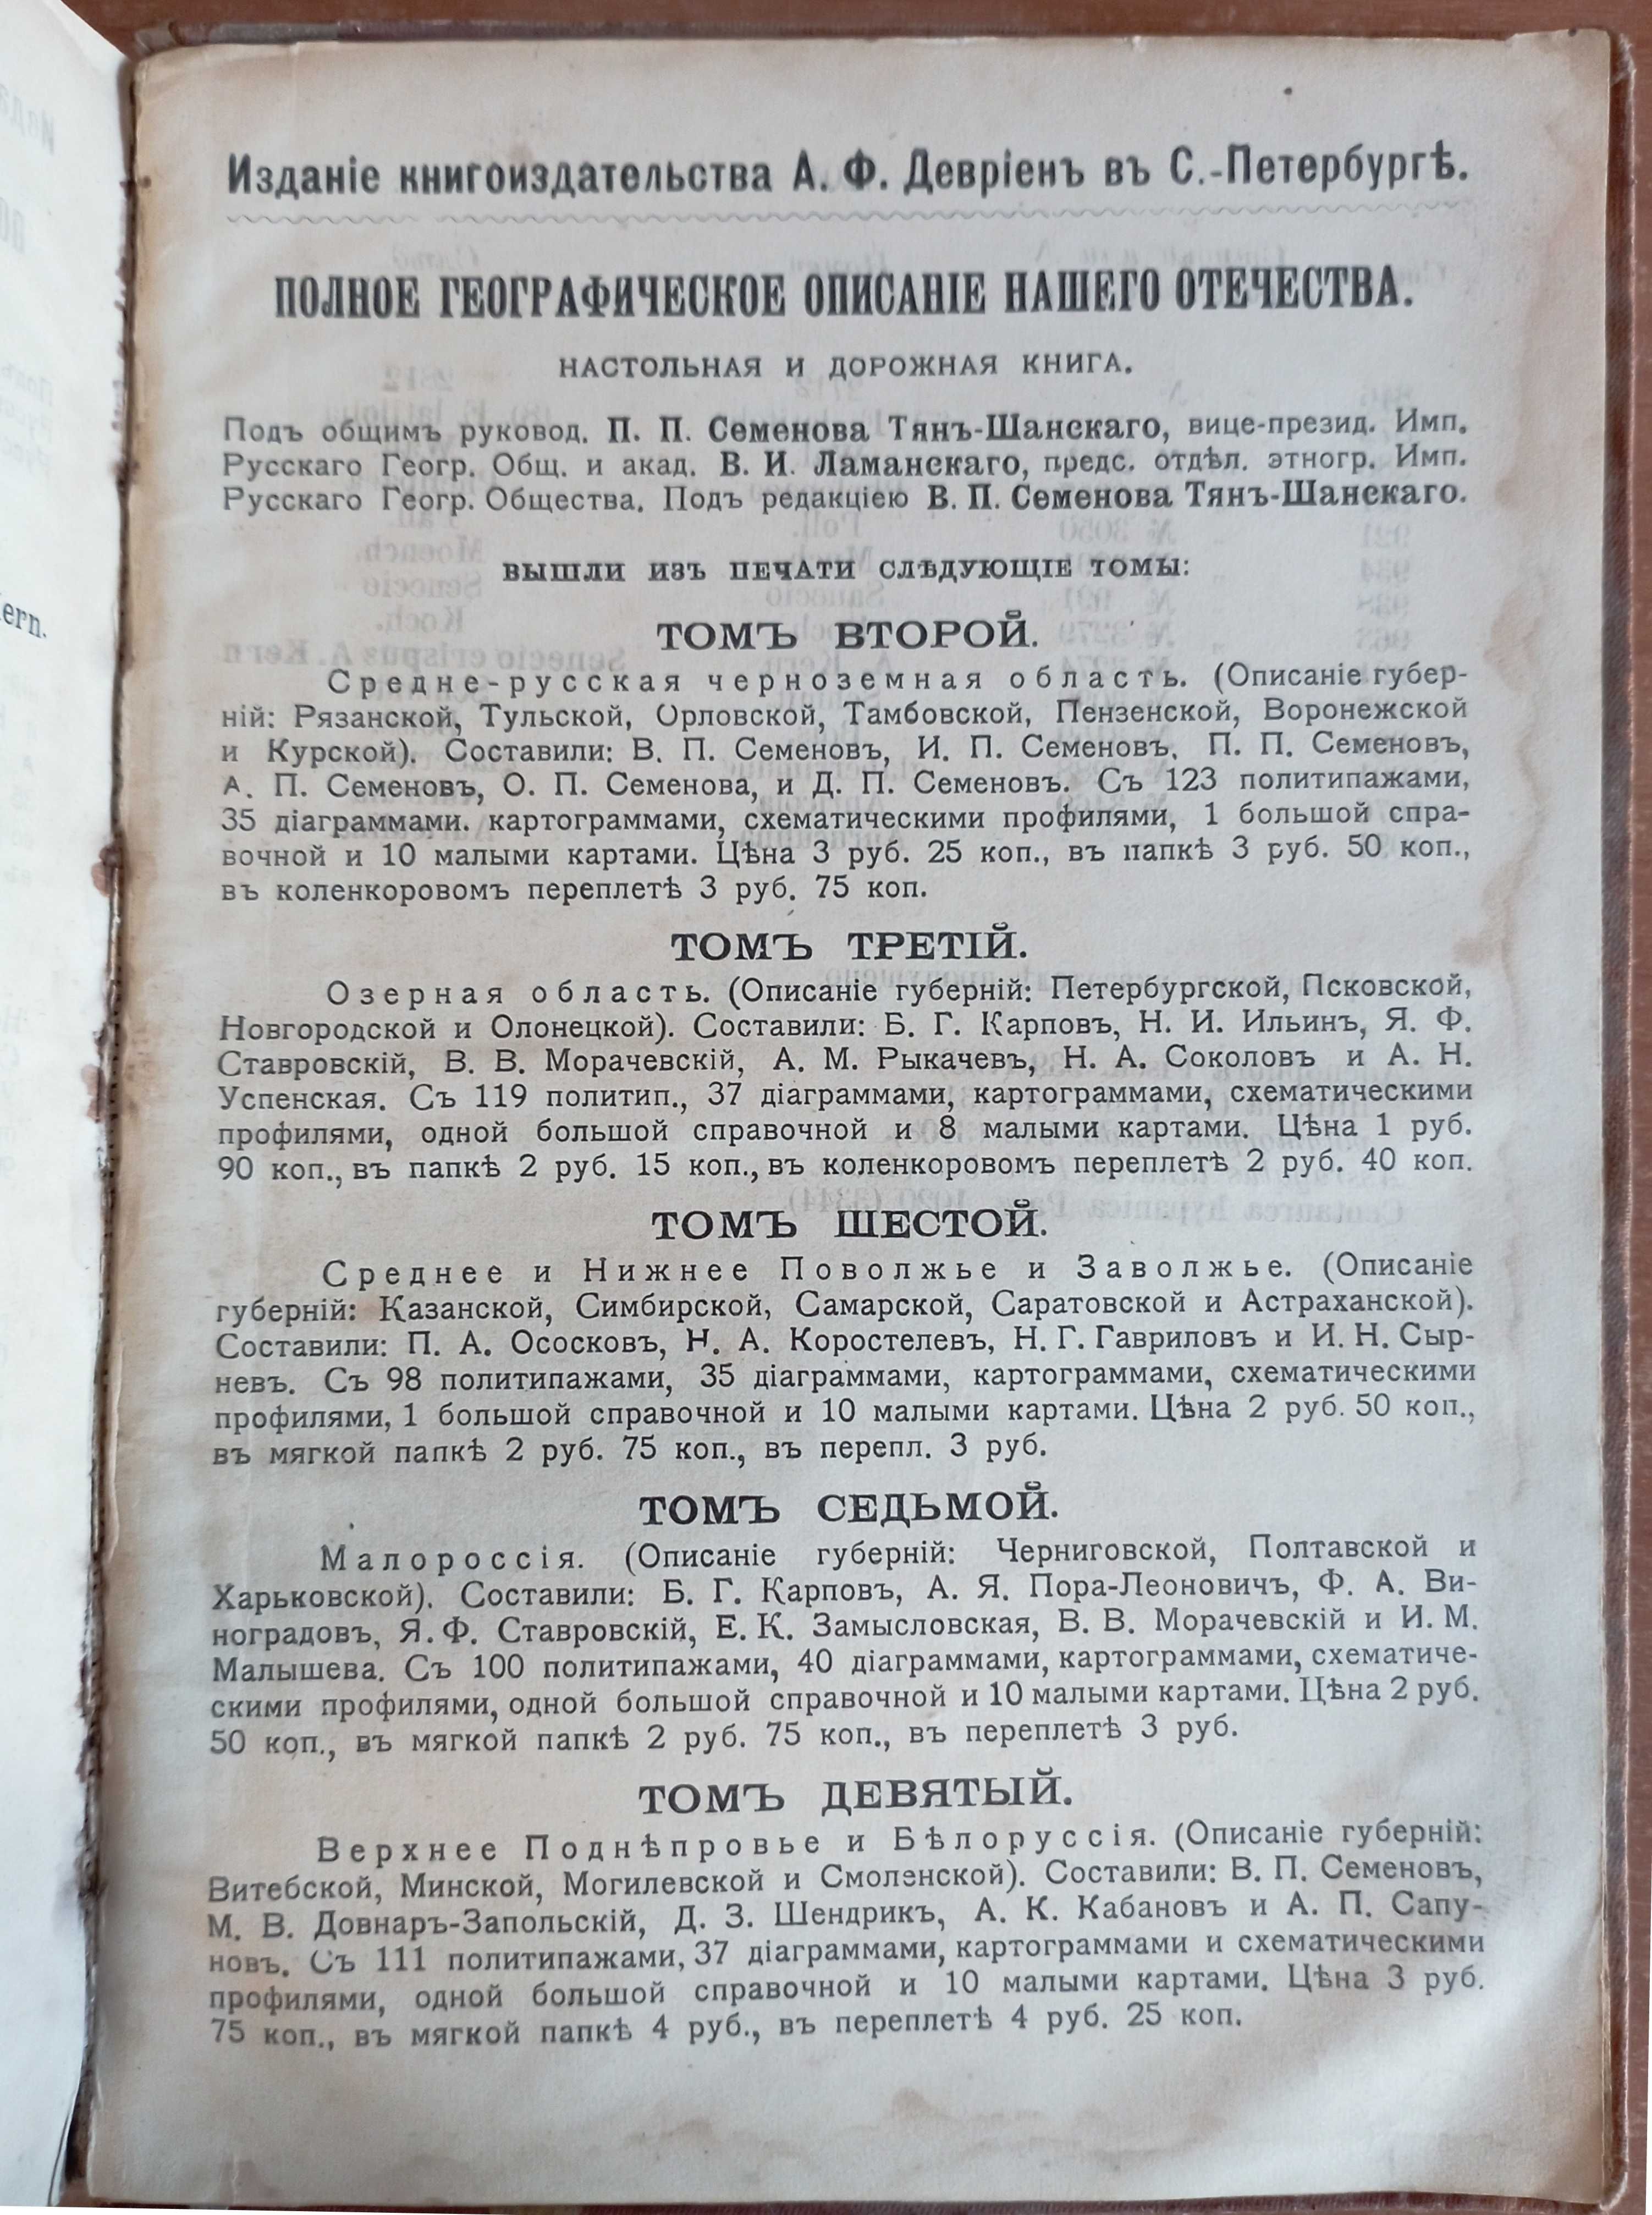 Изданіе книгоиздательства А. Ф. Девріенъ въ С.-Петербургѣ.
ПОЛНОЕ ГЕОГРАФИЧЕСКОЕ ОПИСАНІЕ НАШЕГО ОТЕЧЕСТВА.
НАСТОЛЬНАЯ И ДОРОЖНАЯ КНИГА.
Подъ общимъ руковод. П. П. Семенова Тянъ-Шанскаго, вице-презид. Имп.
Русскаго Геогр. Общ. и акад. В. И. Ламанскаго, предс. отдѣл. этногр. Имп.
Русскаго Геогр. Общества. Подъ редакціею В. П. Семенова Тянъ-Шанскаго.
ВЫШЛИ ИЗЪ ПЕЧАТИ СЛѢДУЮЩІЕ ТОМЫ:
ТОМЪ ВТОРОЙ.
Средне-русская черноземная область. (Описаніе губер-
ній: Рязанской, Тульской, Орловской, Тамбовской, Пензенской, Воронежской
и Курской). Составили: В. П. Семеновъ, И. П. Семеновъ, П. П. Семеновъ,
А. П. Семеновъ, О. П. Семенова, и Д. П. Семеновъ. Съ 123 политипажами,
35 діаграммами. картограммами, схематическими профилями, 1 большой спра-
вочной и 10 малыми картами. Цѣна 3 руб. 25 коп., въ папкѣ 3 руб. 50 коп.,
въ коленкоровомъ переплетѣ 3 руб. 75 коп.
ТОМЪ ТРЕТІЙ.
Озерная область. (Описаніе губерній: Петербургской, Псковской,
Новгородской и Олонецкой). Составили: Б. Г. Карповъ, Н. И. Ильинъ, Я. Ф.
Ставровскій, В. В. Морачевскій, А. М. Рыкачевъ, Н. А. Соколовъ и А. Н.
Успенская. Съ 119 политип., 37 діаграммами, картограммами, схематическими
профилями, одной большой справочной и 8 малыми картами. Цѣна 1 руб.
90 коп., въ папкѣ 2 руб. 15 коп., въ коленкоровомъ переплетѣ 2 руб. 40 коп.
ТОМЪ ШЕСТОЙ.
Среднее и Нижнее Поволжье и Заволжье. (Описаніе
губерній: Казанской, Симбирской, Самарской, Саратовской и Астраханской).
Составили: П. А. Ососковъ, Н. А. Коростелевъ, Н. Г. Гавриловъ и И. Н. Сыр-
невъ. Съ 98 политипажами, 35 діаграммами, картограммами, схематическими
профилями, 1 большой справочной и 10 малыми картами. Цѣна 2 руб. 50 коп.,
въ мягкой папкѣ 2 руб. 75 коп., въ перепл. 3 руб.
ТОМЪ СЕДЬМОЙ.
Малороссія. (Описаніе губерній: Черниговской, Полтавской и
Харьковской). Составили: Б. Г. Карповъ, А. Я. Пора-Леоновичъ, Ф. А. Ви-
ноградовъ, Я. Ф. Ставровскій, Е. К. Замысловская, В. В. Морачевскій и И. М.
Малышева. Съ 100 политипажами, 40 діаграммами, картограммами, схематиче-
скими профилями, одной большой справочной и 10 малыми картами. Цѣна 2 руб.
50 коп., въ мягкой папкѣ 2 руб. 75 коп., въ переплетѣ 3 руб.
ТОМЪ ДЕВЯТЫЙ.
Верхнее Поднѣпровье и Бѣлоруссія. (Описаніе губерній:
Витебской, Минской, Могилевской и Смоленской). Составили: В. П. Семеновъ,
М. В. Довнаръ-Запольскій, Д. З. Шендрикъ, А. К. Кабановъ и А. П. Сапу-
новъ. Съ 111 политипажами, 37 діаграммами, картограммами и схематическими
профилями, одной большой справочной и 10 малыми картами. Цѣна 3 руб.
75 коп., въ мягкой папкѣ 4 руб., въ переплетѣ 4 руб. 25 коп.